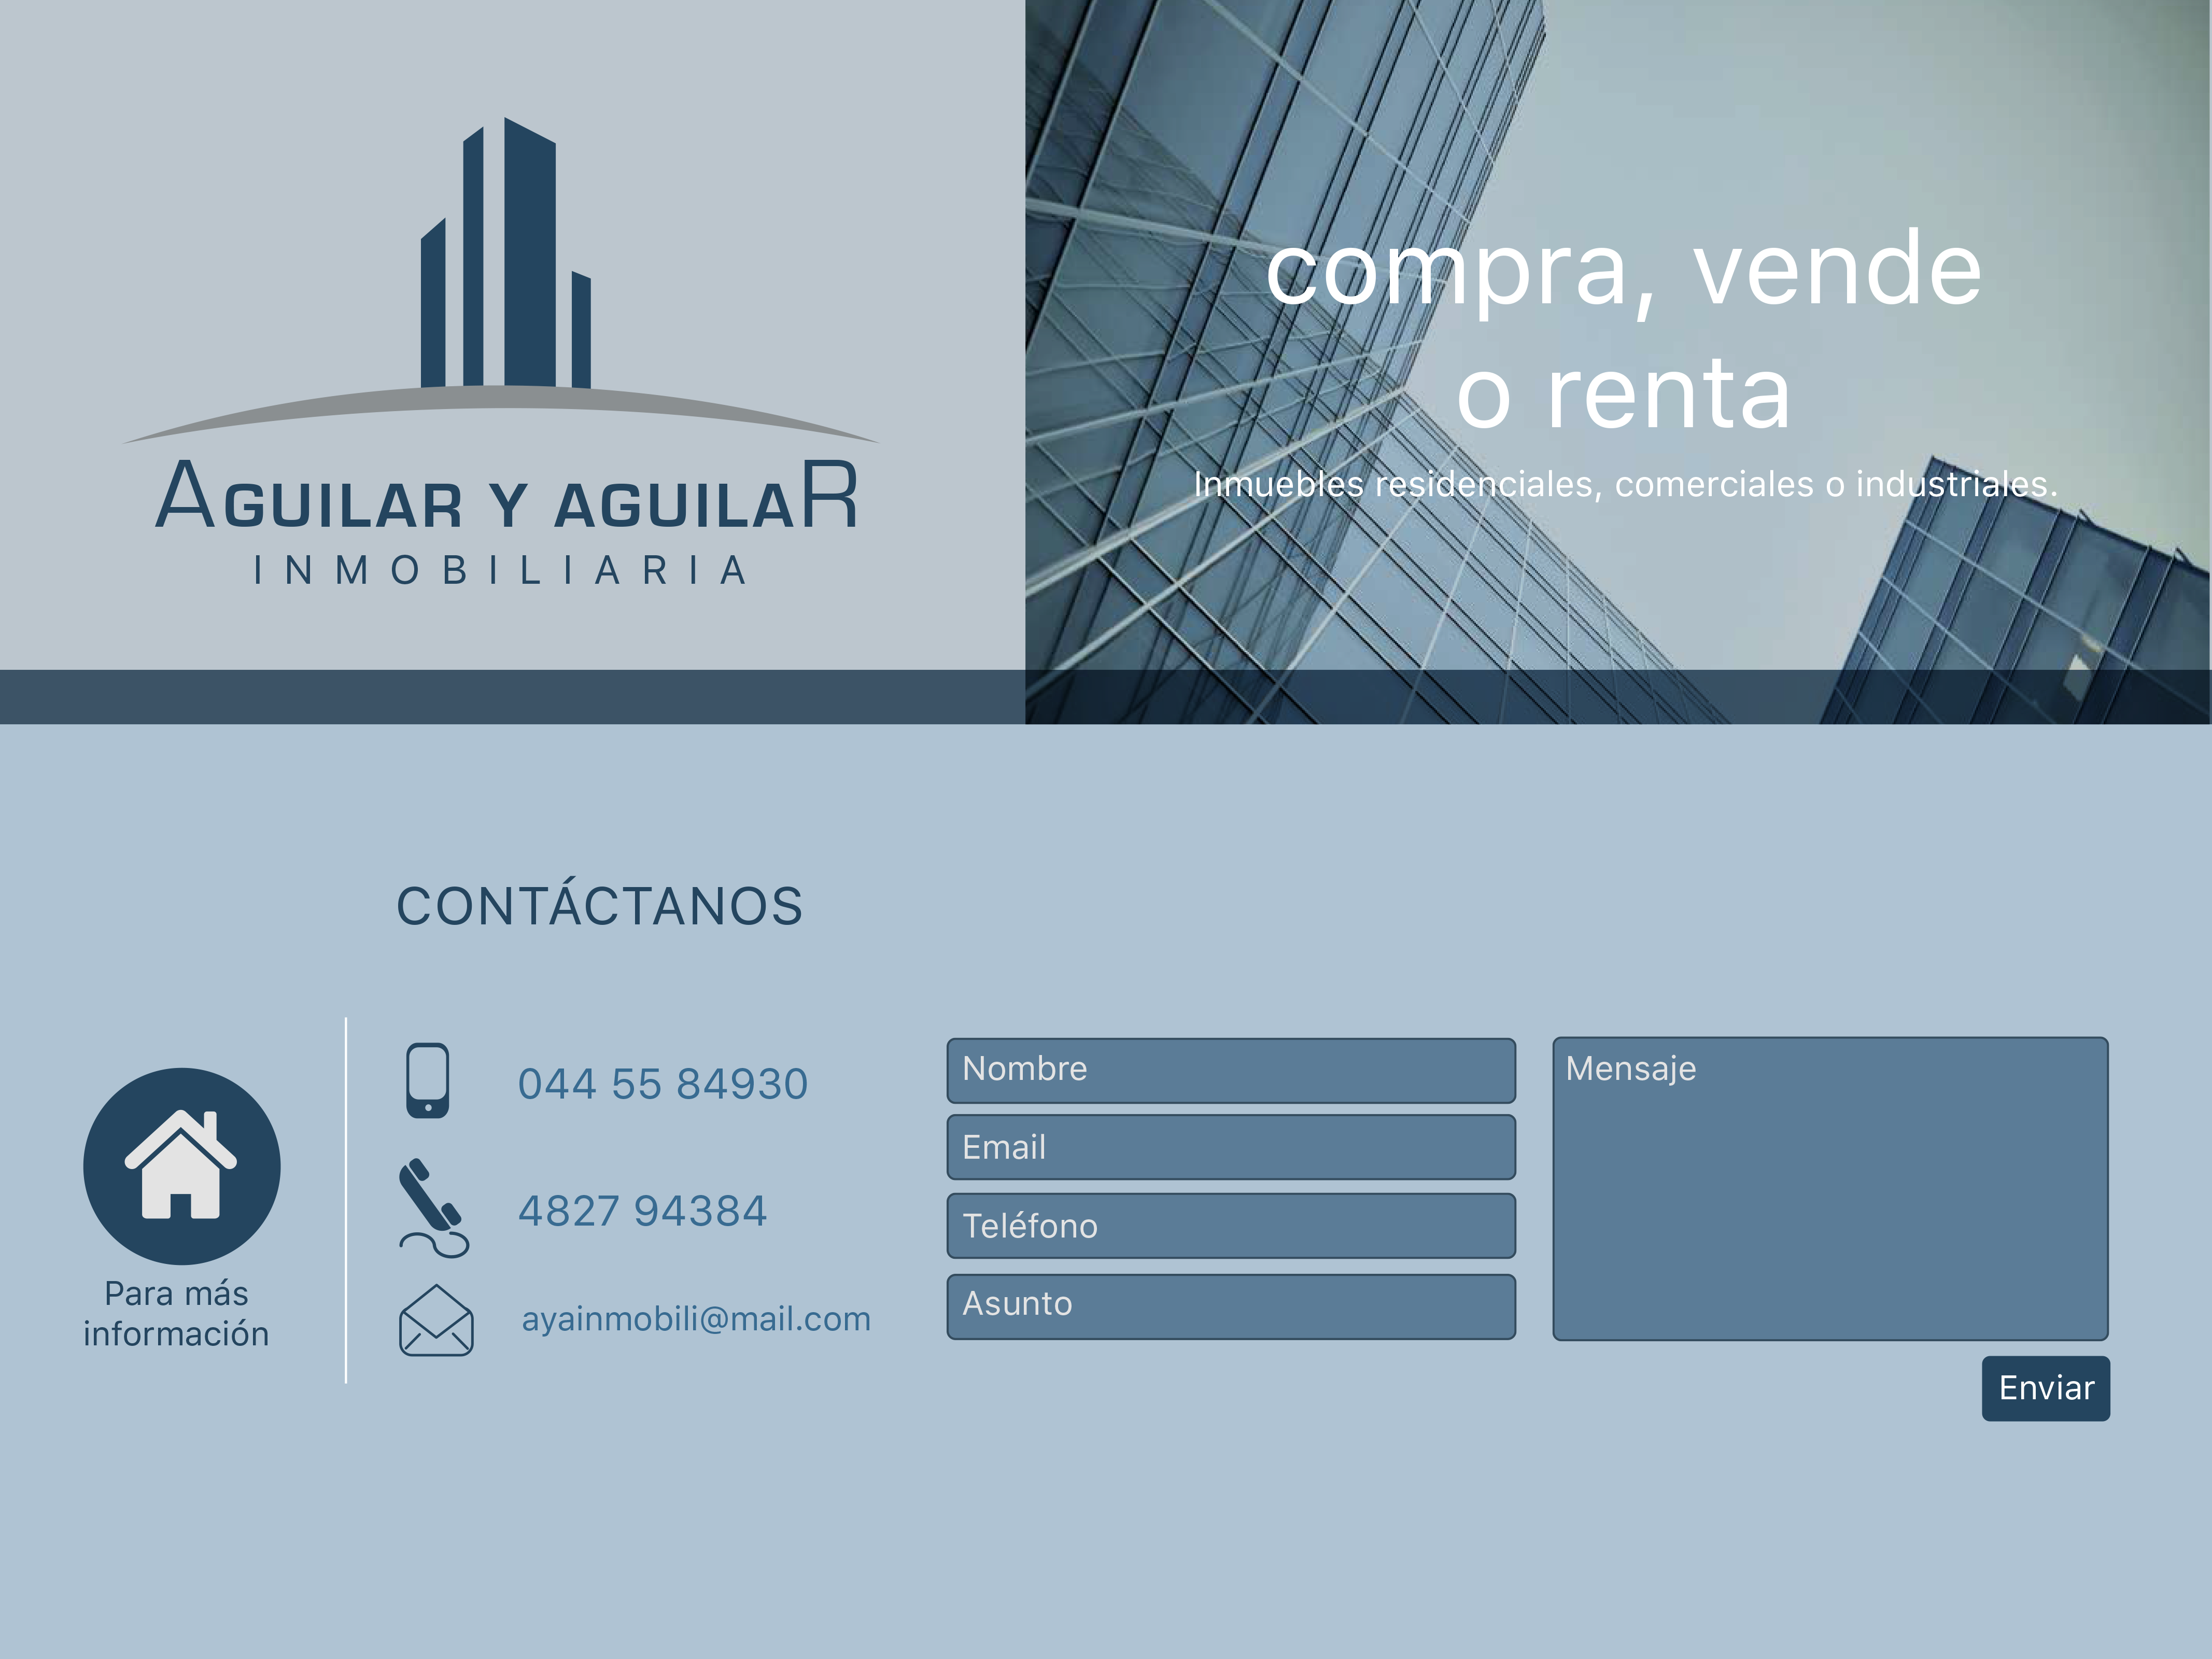 AGUILAR Y AGUILAR
INMOBILIARIA
compra, vende
o renta
Inmuebles residenciales, comerciales o industriales.
CONTÁCTANOS
Para más
información
044 55 84930
4827 94384
ayainmobili@mail.com
Nombre
Email
Teléfono
Asunto
Mensaje
Enviar